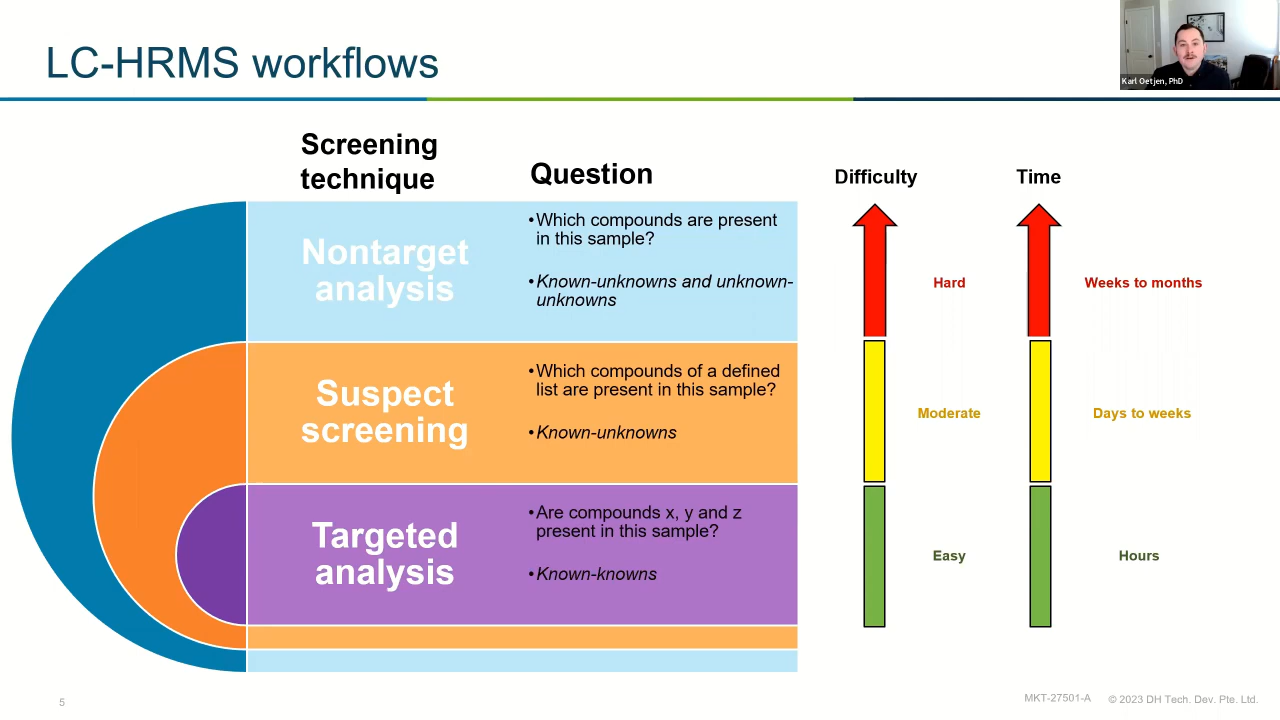 LC-HRMS workflows
Karl Oetjen, PhD
Screening
technique
Question
Difficulty
Time
Nontarget
analysis
•Which compounds are present
in this sample?
•Known-unknowns and unknown-
unknowns
Hard
Weeks to months
Suspect
screening
•Which compounds of a defined
list are present in this sample?
•Known-unknowns
Moderate
Days to weeks
Targeted
analysis
•Are compounds x, y and z
present in this sample?
•Known-knowns
Easy
Hours
5
MKT-27501-A
© 2023 DH Tech. Dev. Pte. Ltd.